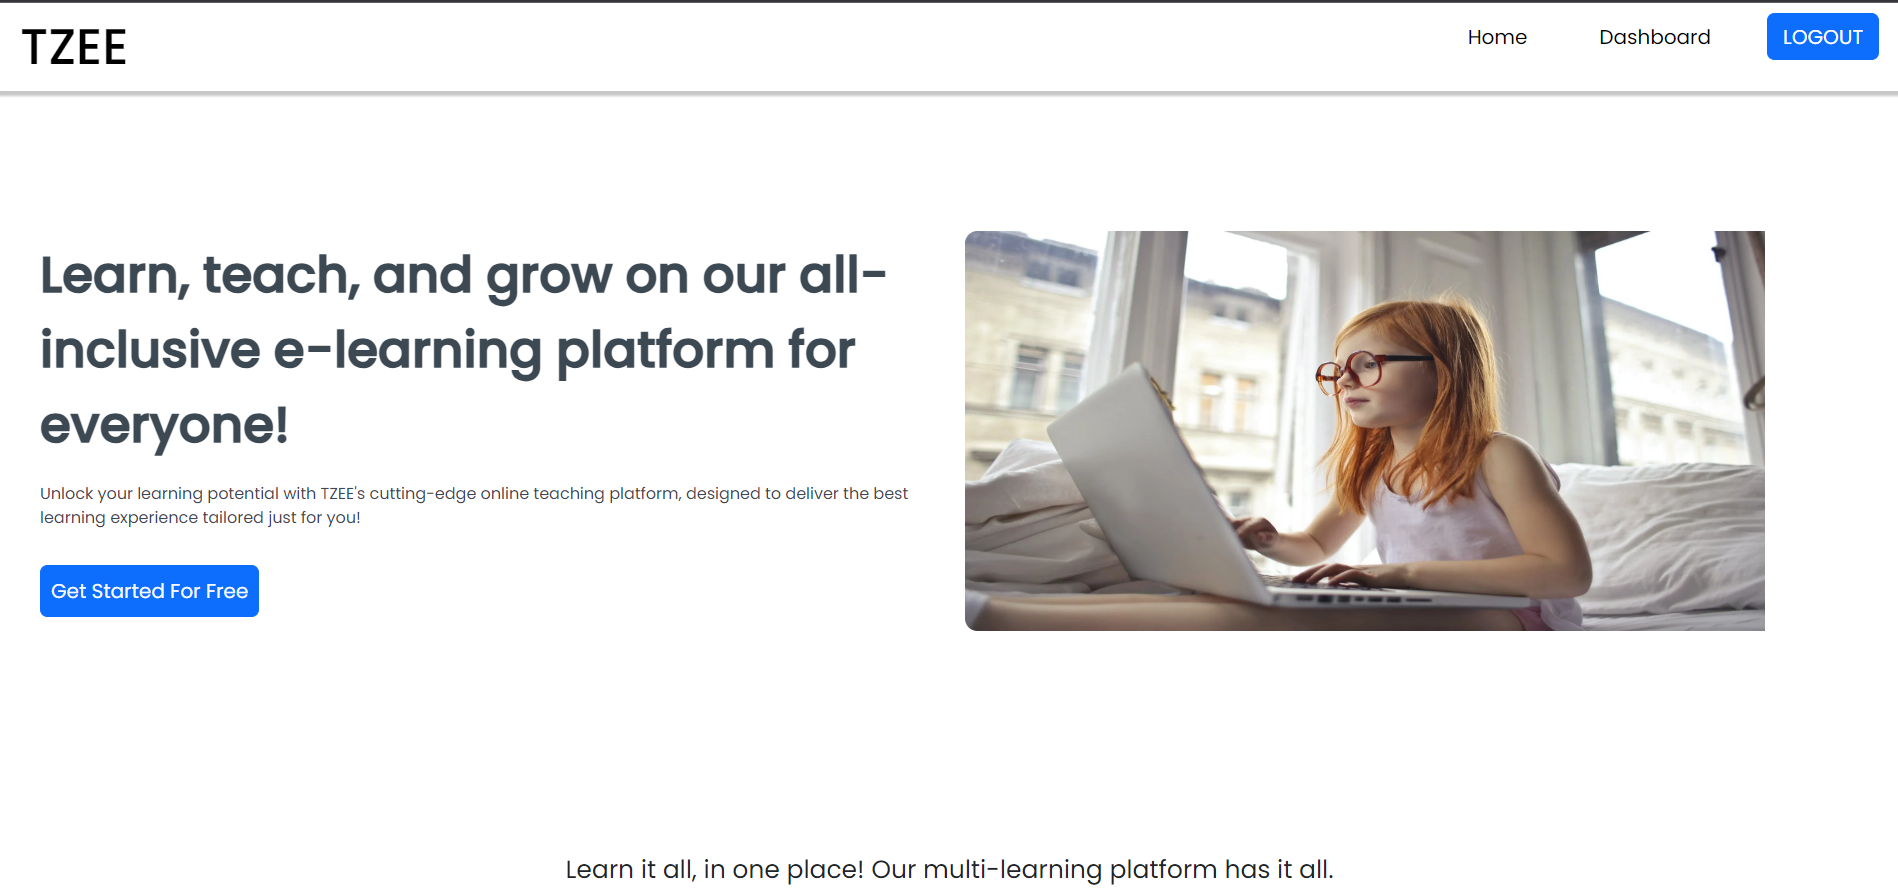 TZEE
Home
Dashboard
LOGOUT
Learn, teach, and grow on our all-
inclusive e-learning platform for
everyone!
Unlock your learning potential with TZEE's cutting-edge online teaching platform, designed to deliver the best
learning experience tailored just for you!
Get Started For Free
Learn it all, in one place! Our multi-learning platform has it all.